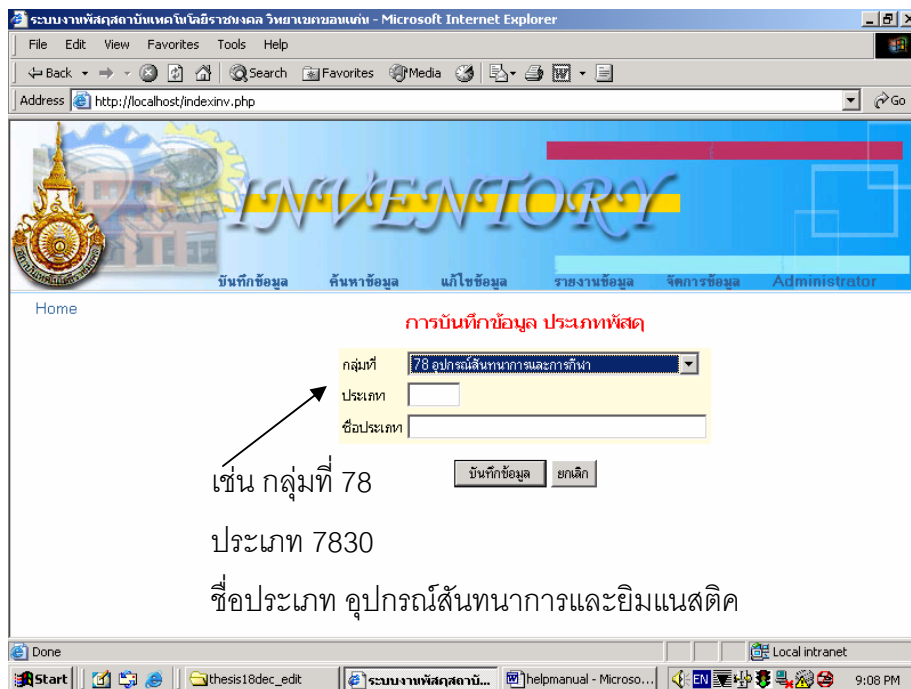 ระบบงานพัสดุสถาบันเทคโนโลยีราชมงคล วิทยาเขตขอนแก่น - Microsoft Internet Explorer
File Edit View Favorites Tools Help
Back Search Favorites Media
Address http://localhost/indexinv.php Go
INVENTORY
บันทึกข้อมูล ค้นหาข้อมูล แก้ไขข้อมูล รายงานข้อมูล จัดการข้อมูล Administrator
Home
การบันทึกข้อมูล ประเภทพัสดุ
กลุ่มที่ 78 อุปกรณ์สันทนาการและการกีฬา
ประเภท
ชื่อประเภท
บันทึกข้อมูล ยกเลิก
เช่น กลุ่มที่ 78
ประเภท 7830
ชื่อประเภท อุปกรณ์สันทนาการและยิมแนสติค
Done Local intranet
Start thesis18dec_edit ระบบงานพัสดุสถาบั... helpmanual - Microso... EN 9:08 PM